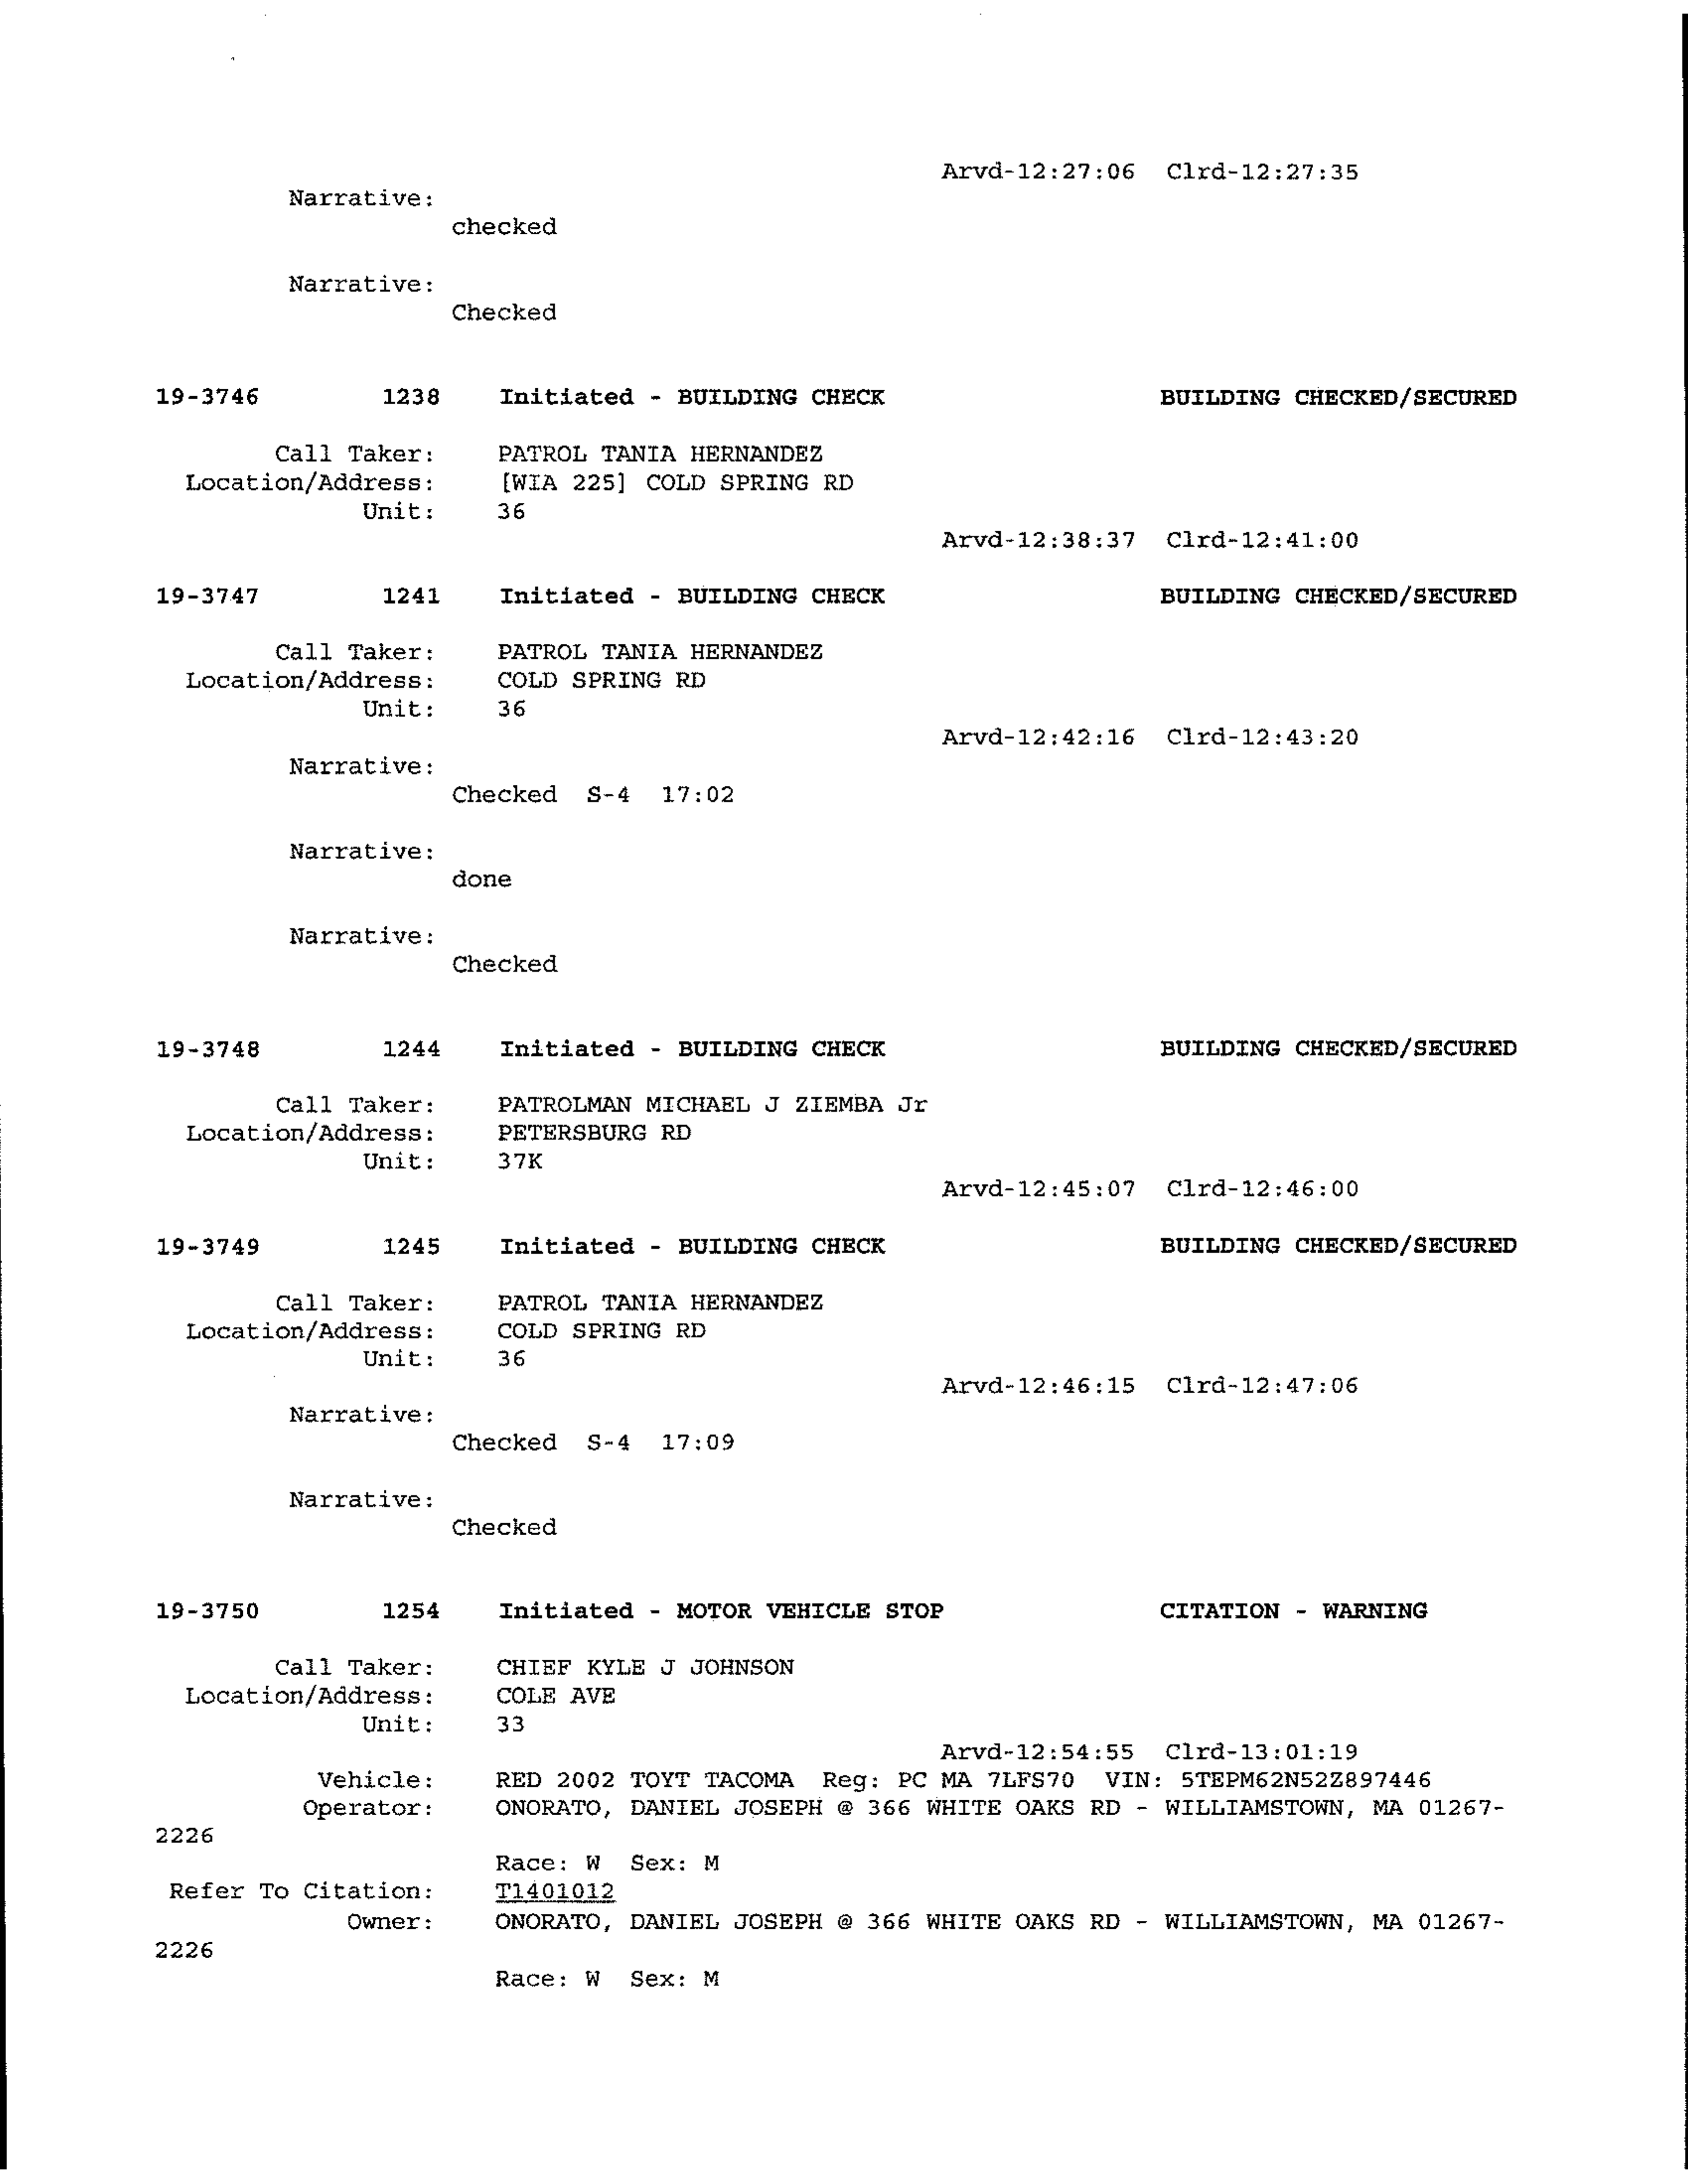 Arvd-12:27:06 Clrd-12:27:35
Narrative:
checked
Narrative:
Checked
19-3746 1238 Initiated - BUILDING CHECK BUILDING CHECKED/SECURED
Call Taker: PATROL TANIA HERNANDEZ
Location/Address: [WIA 225] COLD SPRING RD
Unit: 36
Arvd-12:38:37 Clrd-12:41:00
19-3747 1241 Initiated - BUILDING CHECK BUILDING CHECKED/SECURED
Call Taker: PATROL TANIA HERNANDEZ
Location/Address: COLD SPRING RD
Unit: 36
Arvd-12:42:16 Clrd-12:43:20
Narrative:
Checked S-4 17:02
Narrative:
done
Narrative:
Checked
19-3748 1244 Initiated - BUILDING CHECK BUILDING CHECKED/SECURED
Call Taker: PATROLMAN MICHAEL J ZIEMBA Jr
Location/Address: PETERSBURG RD
Unit: 37K
Arvd-12:45:07 Clrd-12:46:00
19-3749 1245 Initiated - BUILDING CHECK BUILDING CHECKED/SECURED
Call Taker: PATROL TANIA HERNANDEZ
Location/Address: COLD SPRING RD
Unit: 36
Arvd-12:46:15 Clrd-12:47:06
Narrative:
Checked S-4 17:09
Narrative:
Checked
19-3750 1254 Initiated - MOTOR VEHICLE STOP CITATION - WARNING
Call Taker: CHIEF KYLE J JOHNSON
Location/Address: COLE AVE
Unit: 33
Arvd-12:54:55 Clrd-13:01:19
Vehicle: RED 2002 TOYT TACOMA Reg: PC MA 7LFS70 VIN: 5TEPM62N52Z897446
Operator: ONORATO, DANIEL JOSEPH @ 366 WHITE OAKS RD - WILLIAMSTOWN, MA 01267-
2226
Race: W Sex: M
Refer To Citation: T1401012
Owner: ONORATO, DANIEL JOSEPH @ 366 WHITE OAKS RD - WILLIAMSTOWN, MA 01267-
2226
Race: W Sex: M